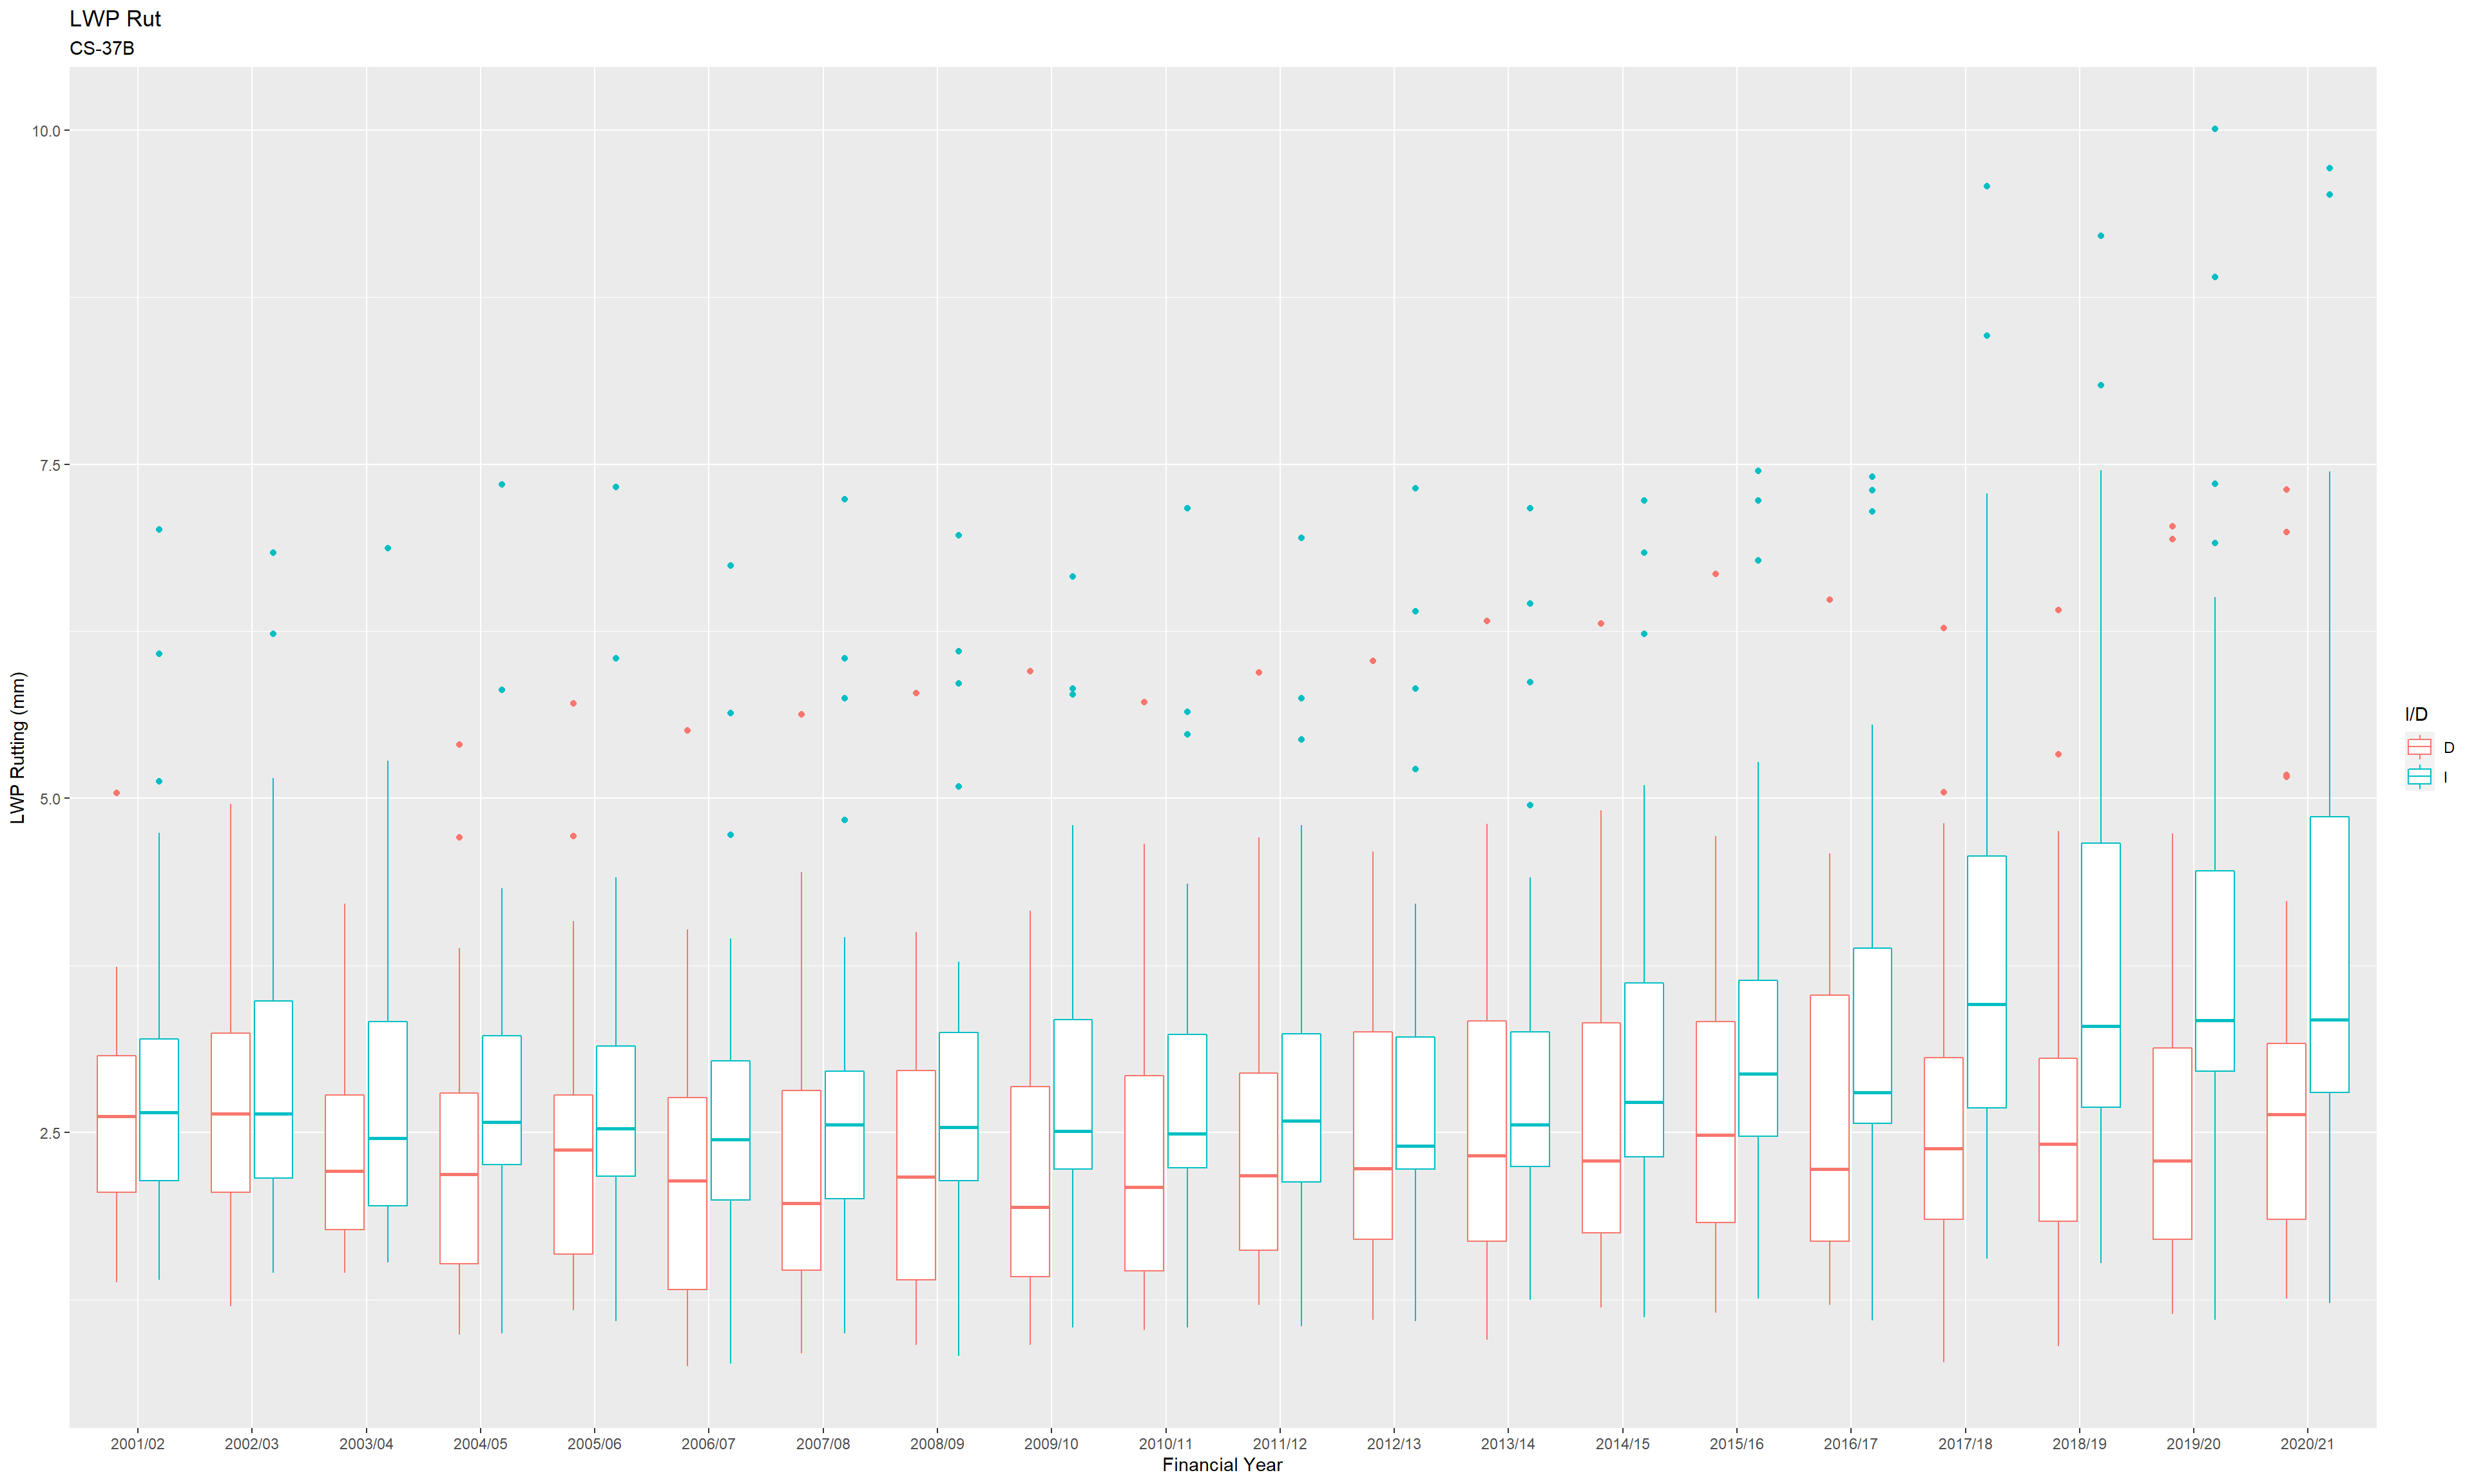 LWP Rut
CS-37B
LWP Rutting (mm)
10.0
7.5
5.0
2.5
2001/02 2002/03 2003/04 2004/05 2005/06 2006/07 2007/08 2008/09 2009/10 2010/11 2011/12 2012/13 2013/14 2014/15 2015/16 2016/17 2017/18 2018/19 2019/20 2020/21
Financial Year
I/D
D
I